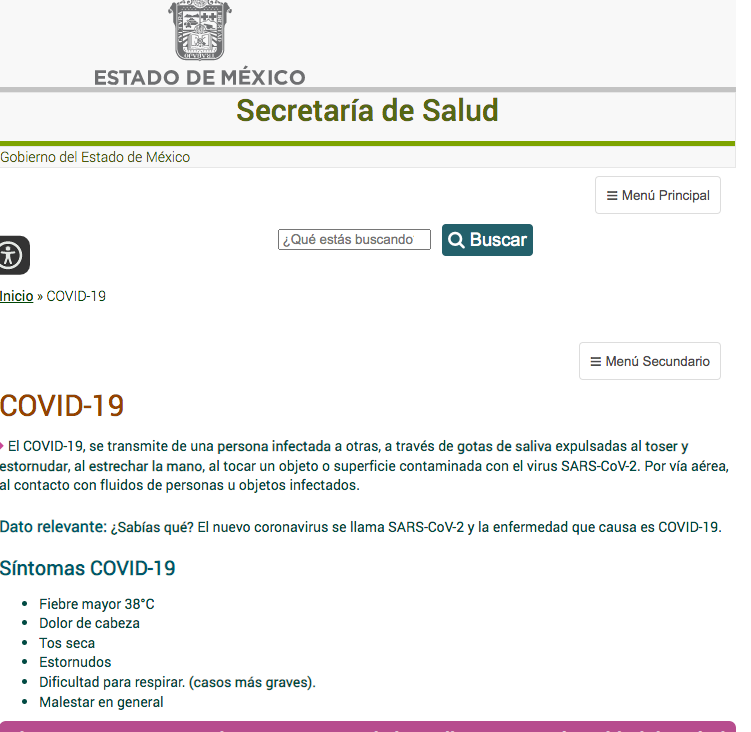 ESTADO DE MÉXICO
Secretaría de Salud
Gobierno del Estado de México
Menú Principal
¿Qué estás buscando
Buscar
Inicio » COVID-19
Menú Secundario
COVID-19
El COVID-19, se transmite de una persona infectada a otras, a través de gotas de saliva expulsadas al toser y
estornudar, al estrechar la mano, al tocar un objeto o superficie contaminada con el virus SARS-CoV-2. Por vía aérea,
al contacto con fluidos de personas u objetos infectados.
Dato relevante: ¿Sabías qué? El nuevo coronavirus se llama SARS-CoV-2 y la enfermedad que causa es COVID-19.
Síntomas COVID-19
Fiebre mayor 38°C
Dolor de cabeza
Tos seca
Estornudos
Dificultad para respirar. (casos más graves).
Malestar en general